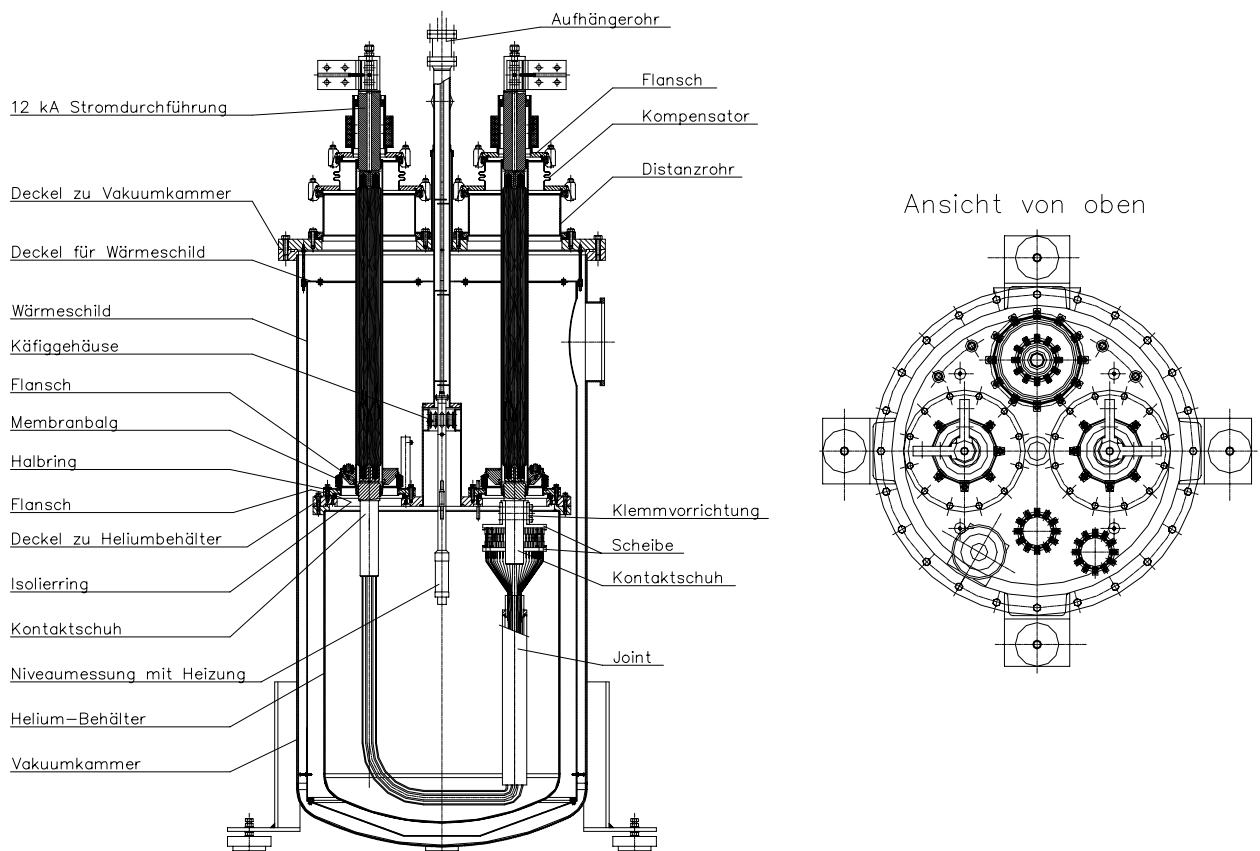 Aufhängerohr
12 kA Stromdurchführung
Deckel zu Vakuumkammer
Deckel für Wärmeschild
Wärmeschild
Käfiggehäuse
Flansch
Membranbalg
Halbring
Flansch
Deckel zu Heliumbehälter
Isolierring
Kontaktschuh
Niveaumessung mit Heizung
Helium-Behälter
Vakuumkammer
Flansch
Kompensator
Distanzrohr
Klemmvorrichtung
Scheibe
Kontaktschuh
Joint
Ansicht von oben